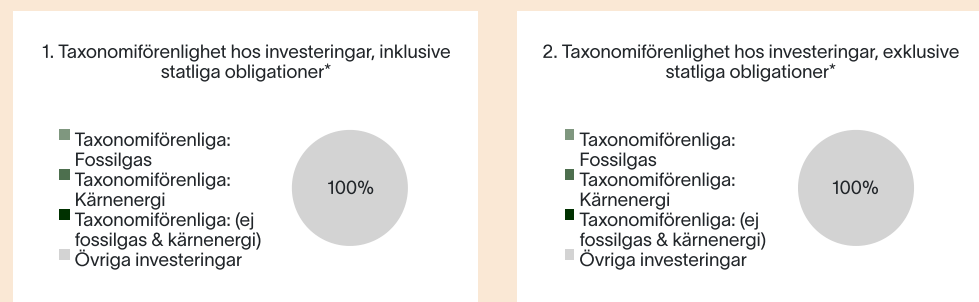 1. Taxonomiförenlighet hos investeringar, inklusive
statliga obligationer*
Taxonomiförenliga:
Fossilgas
Taxonomiförenliga:
Kärnenergi
Taxonomiförenliga: (ej
fossilgas & kärnenergi)
Övriga investeringar
100%
2. Taxonomiförenlighet hos investeringar, exklusive
statliga obligationer*
Taxonomiförenliga:
Fossilgas
Taxonomiförenliga:
Kärnenergi
Taxonomiförenliga: (ej
fossilgas & kärnenergi)
Övriga investeringar
100%